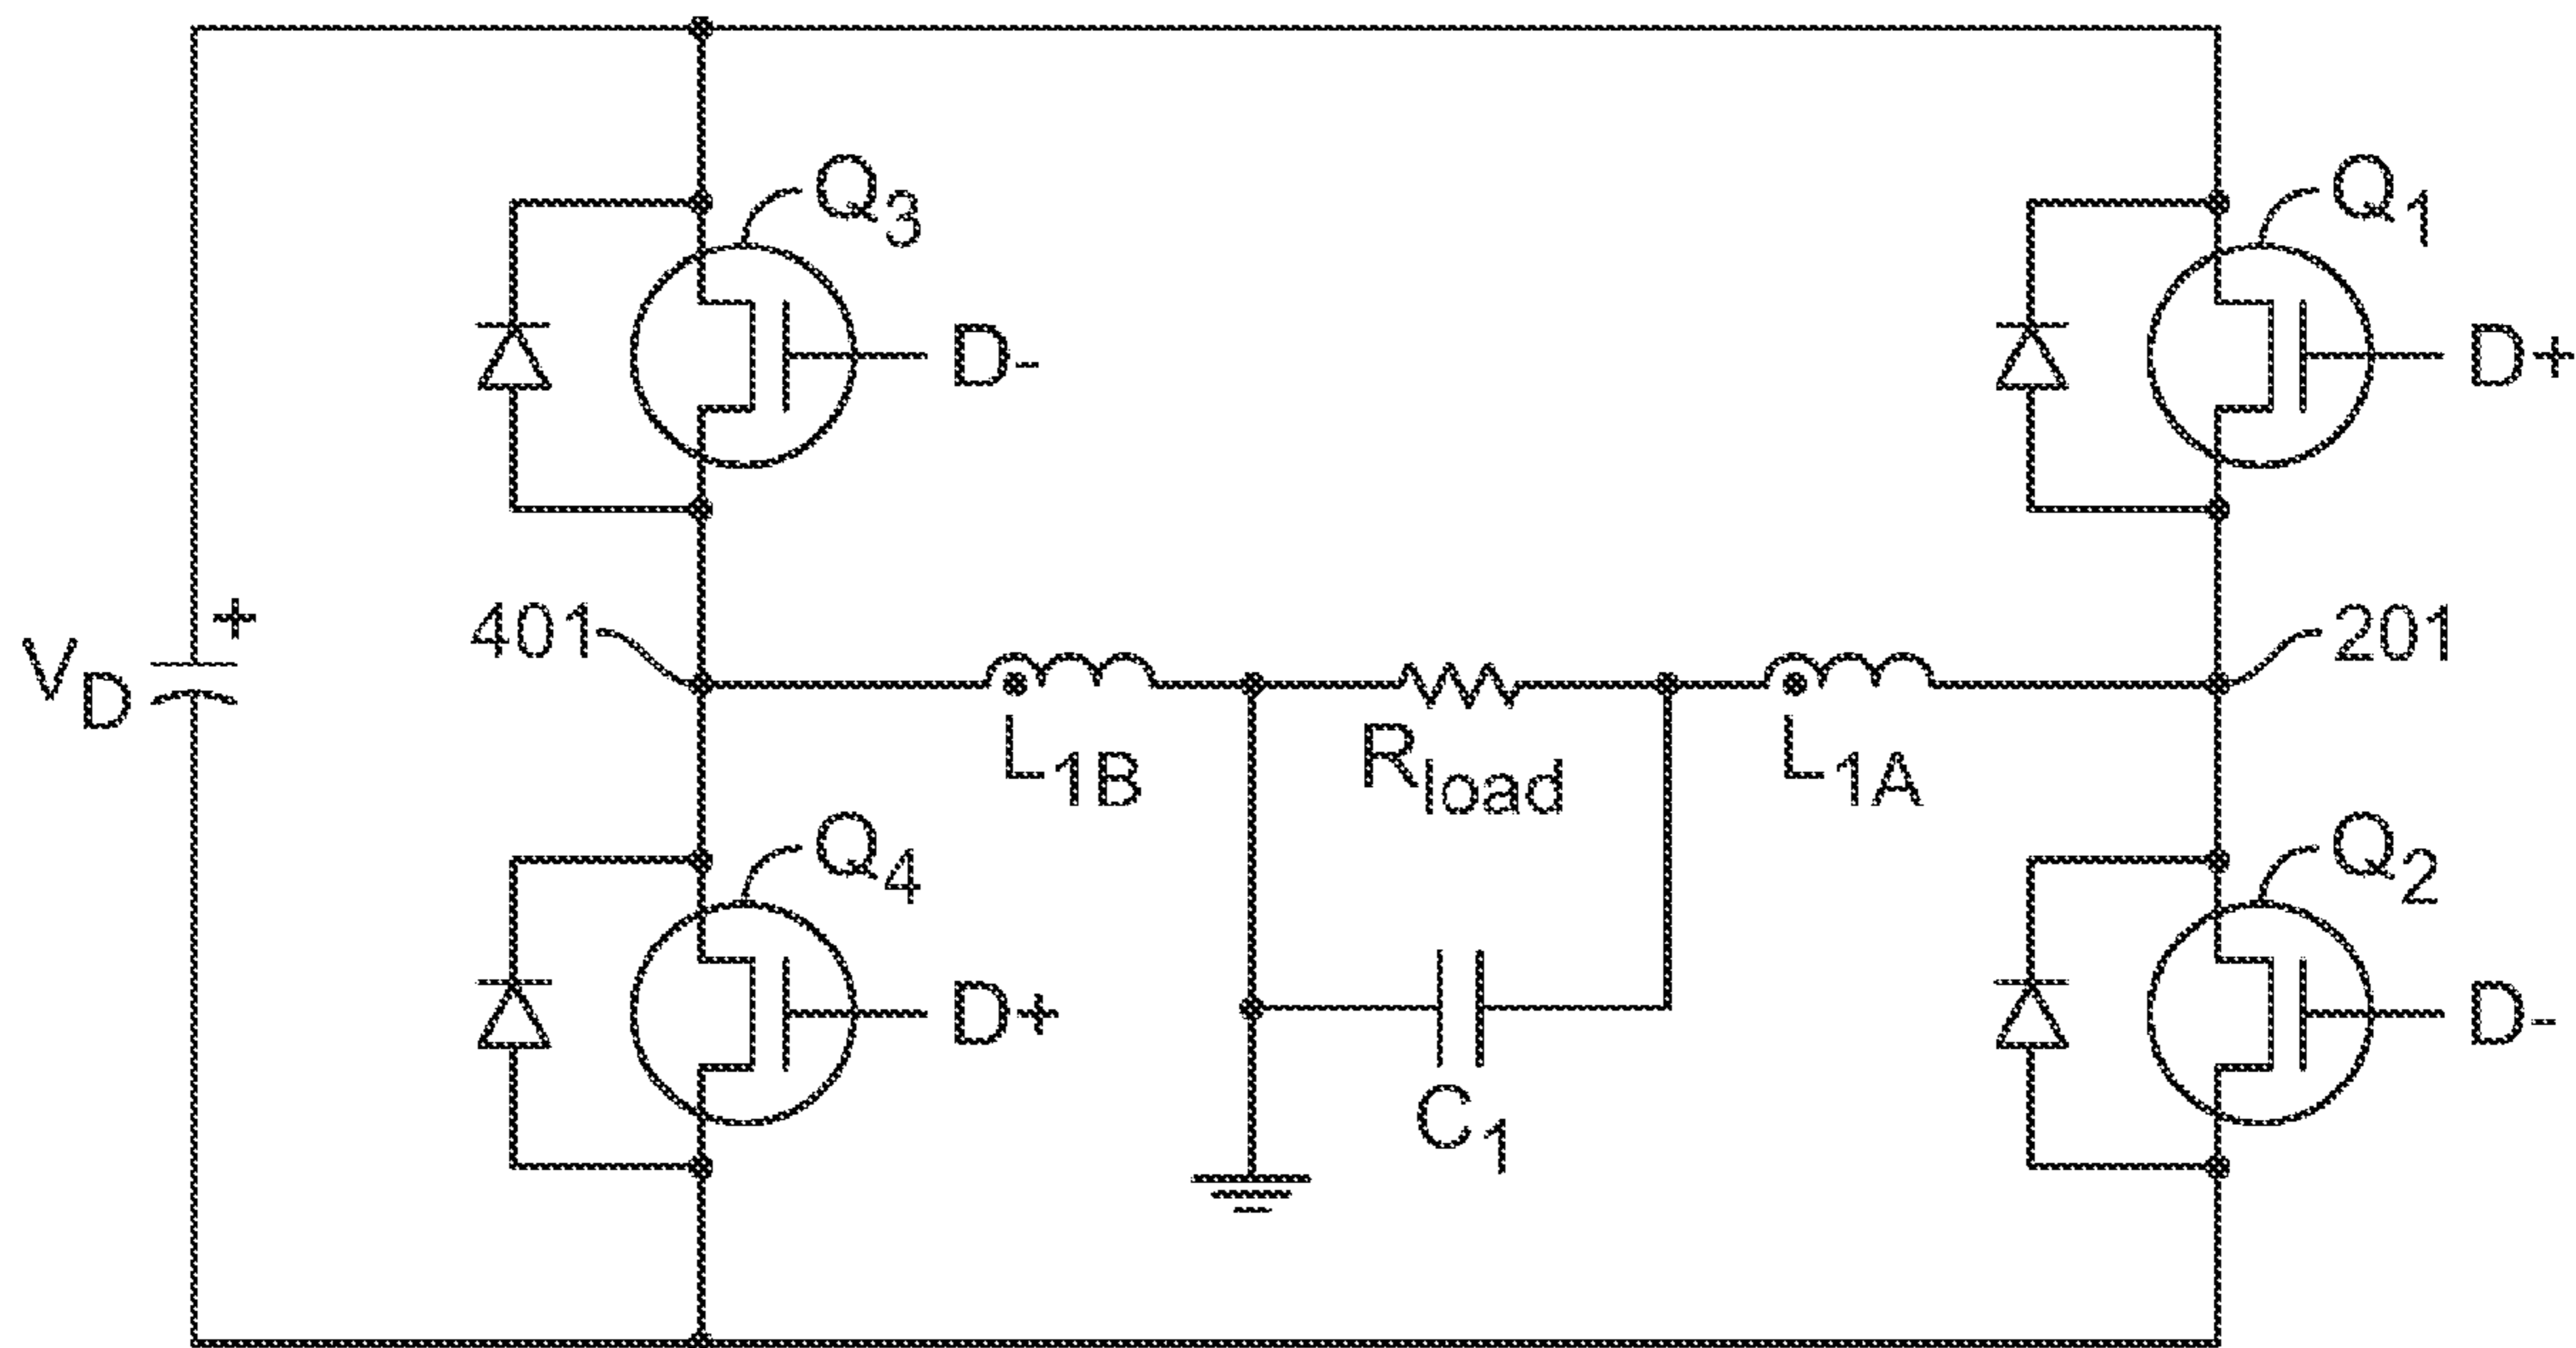 Q3
Q1
D-
D+
+
VD
401
201
L1B
Rload
L1A
Q4
Q2
D+
D-
C1